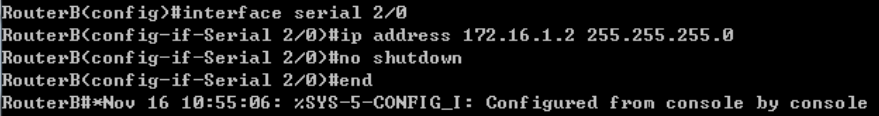 RouterB(config)#interface serial 2/0
RouterB(config-if-Serial 2/0)#ip address 172.16.1.2 255.255.255.0
RouterB(config-if-Serial 2/0)#no shutdown
RouterB(config-if-Serial 2/0)#end
RouterB#*Nov 16 10:55:06: %SYS-5-CONFIG_I: Configured from console by console